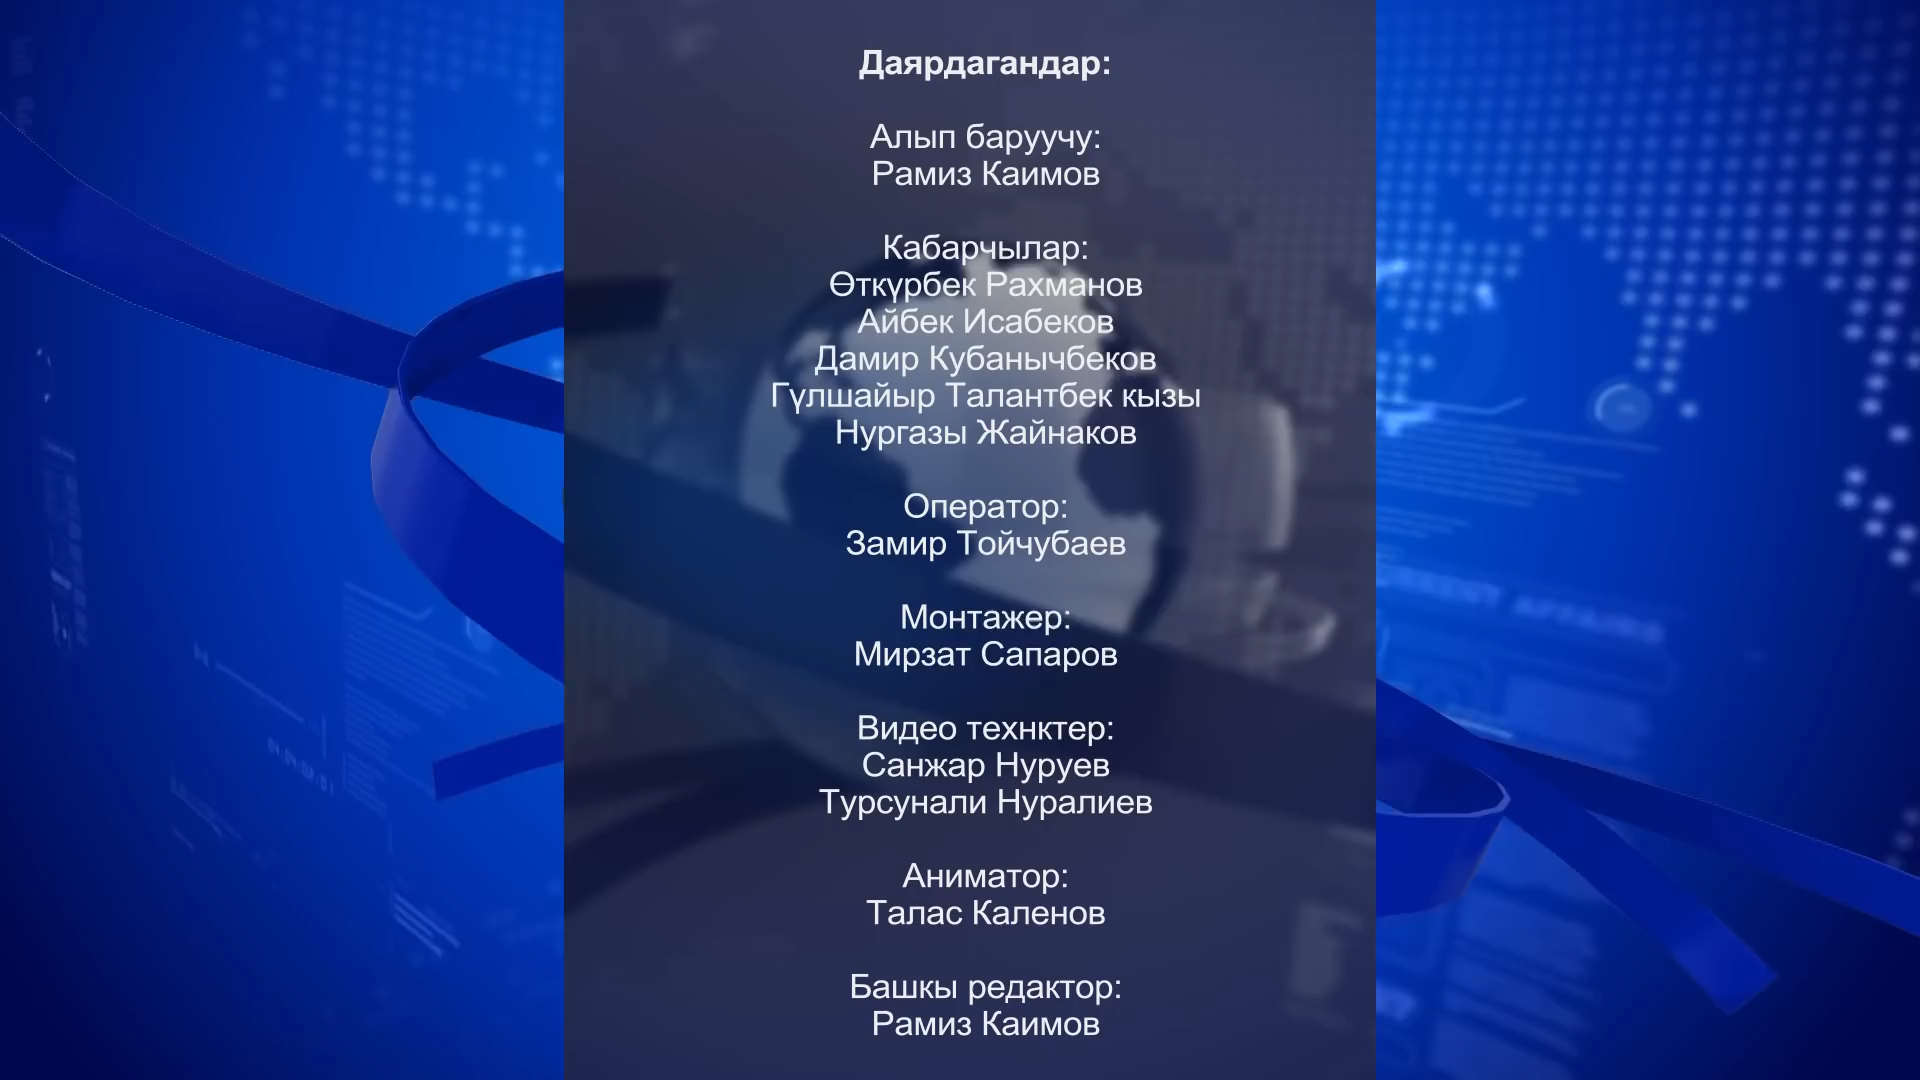 Даярдагандар:
Алып баруучу:
Рамиз Каимов
Кабарчылар:
Өткүрбек Рахманов
Айбек Исабеков
Дамир Кубанычбеков
Гүлшайыр Талантбек кызы
Нургазы Жайнаков
Оператор:
Замир Тойчубаев
Монтажер:
Мирзат Сапаров
Видео технктер:
Санжар Нуруев
Турсунали Нуралиев
Аниматор:
Талас Каленов
Башкы редактор:
Рамиз Каимов